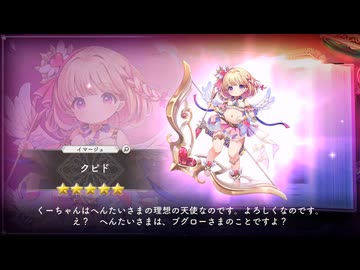 イマージュ
クピド
くーちゃんはへんたいさまの理想の天使なのです。よろしくなのです。
え？　へんたいさまは、ブグローさまのことですよ？